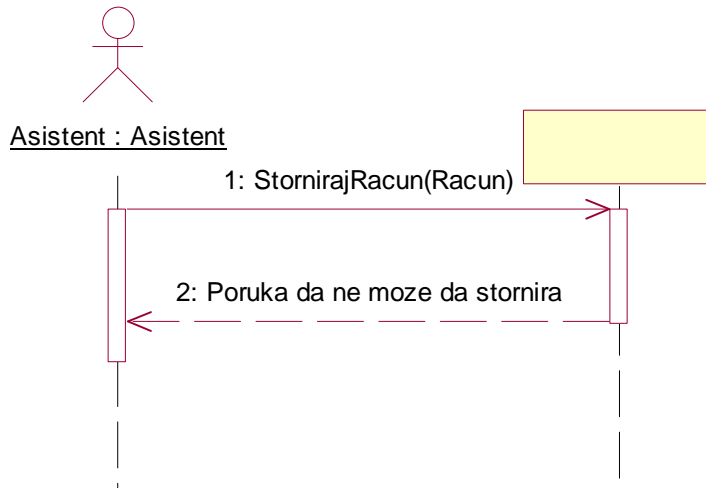 Asistent : Asistent
1: StornirajRacun(Racun)
2: Poruka da ne moze da stornira